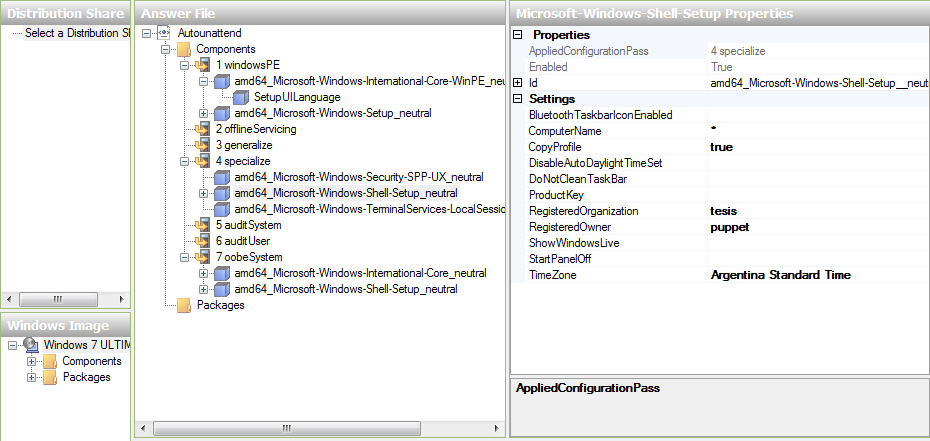 Distribution Share
Select a Distribution Sh
Windows Image
Windows 7 ULTIM
Components
Packages
Answer File
Autounattend
Components
1 windowsPE
amd64_Microsoft-Windows-International-Core-WinPE_neu
SetupUILanguage
amd64_Microsoft-Windows-Setup_neutral
2 offlineServicing
3 generalize
4 specialize
amd64_Microsoft-Windows-Security-SPP-UX_neutral
amd64_Microsoft-Windows-Shell-Setup_neutral
amd64_Microsoft-Windows-TerminalServices-LocalSession
5 auditSystem
6 auditUser
7 oobeSystem
amd64_Microsoft-Windows-International-Core_neutral
amd64_Microsoft-Windows-Shell-Setup_neutral
Packages
Microsoft-Windows-Shell-Setup Properties
Properties
AppliedConfigurationPass 4 specialize
Enabled True
Id amd64_Microsoft-Windows-Shell-Setup__neut
Settings
BluetoothTaskbarIconEnabled
ComputerName *
CopyProfile true
DisableAutoDaylightTimeSet
DoNotCleanTaskBar
ProductKey
RegisteredOrganization tesis
RegisteredOwner puppet
ShowWindowsLive
StartPanelOff
TimeZone Argentina Standard Time
AppliedConfigurationPass